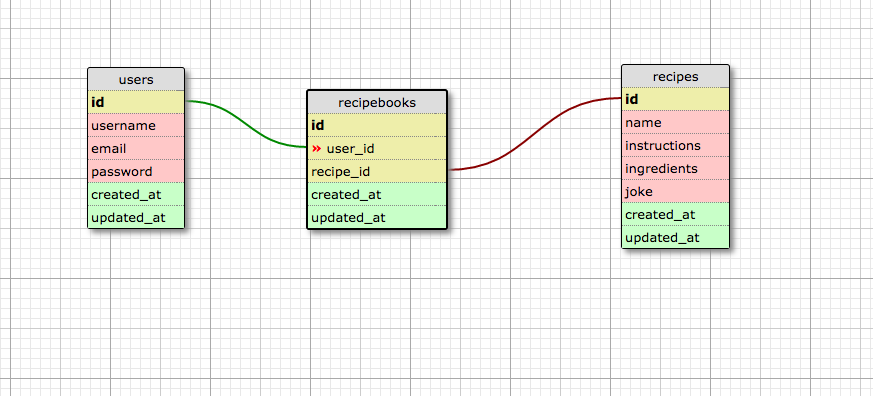 users
id
username
email
password
created_at
updated_at
recipebooks
id
» user_id
recipe_id
created_at
updated_at
recipes
id
name
instructions
ingredients
joke
created_at
updated_at